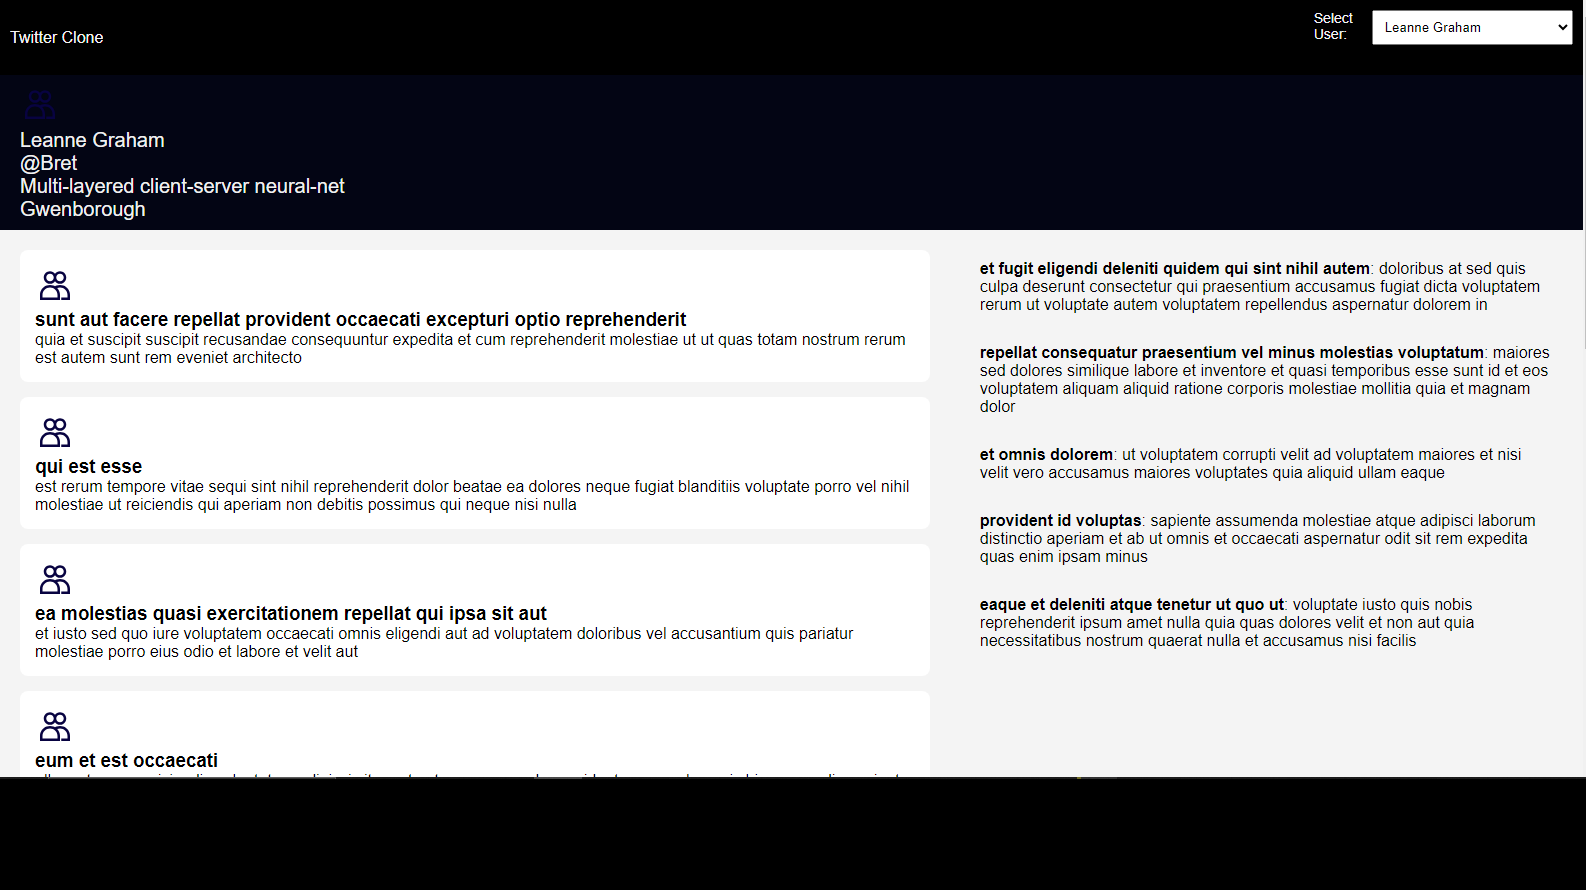 Twitter Clone
Select
User:
Leanne Graham
Leanne Graham
@Bret
Multi-layered client-server neural-net
Gwenborough
sunt aut facere repellat provident occaecati excepturi optio reprehenderit
quia et suscipit suscipit recusandae consequuntur expedita et cum reprehenderit molestiae ut ut quas totam nostrum rerum
est autem sunt rem eveniet architecto
qui est esse
est rerum tempore vitae sequi sint nihil reprehenderit dolor beatae ea dolores neque fugiat blanditiis voluptate porro vel nihil
molestiae ut reiciendis qui aperiam non debitis possimus qui neque nisi nulla
ea molestias quasi exercitationem repellat qui ipsa sit aut
et iusto sed quo iure voluptatem occaecati omnis eligendi aut ad voluptatem doloribus vel accusantium quis pariatur
molestiae porro eius odio et labore et velit aut
eum et est occaecati
et fugit eligendi deleniti quidem qui sint nihil autem: doloribus at sed quis
culpa deserunt consectetur qui praesentium accusamus fugiat dicta voluptatem
rerum ut voluptate autem voluptatem repellendus aspernatur dolorem in
repellat consequatur praesentium vel minus molestias voluptatum: maiores
sed dolores similique labore et inventore et quasi temporibus esse sunt id et eos
voluptatem aliquam aliquid ratione corporis molestiae mollitia quia et magnam
dolor
et omnis dolorem: ut voluptatem corrupti velit ad voluptatem maiores et nisi
velit vero accusamus maiores voluptates quia aliquid ullam eaque
provident id voluptas: sapiente assumenda molestiae atque adipisci laborum
distinctio aperiam et ab ut omnis et occaecati aspernatur odit sit rem expedita
quas enim ipsam minus
eaque et deleniti atque tenetur ut quo ut: voluptate iusto quis nobis
reprehenderit ipsum amet nulla quia quas dolores velit et non aut quia
necessitatibus nostrum quaerat nulla et accusamus nisi facilis